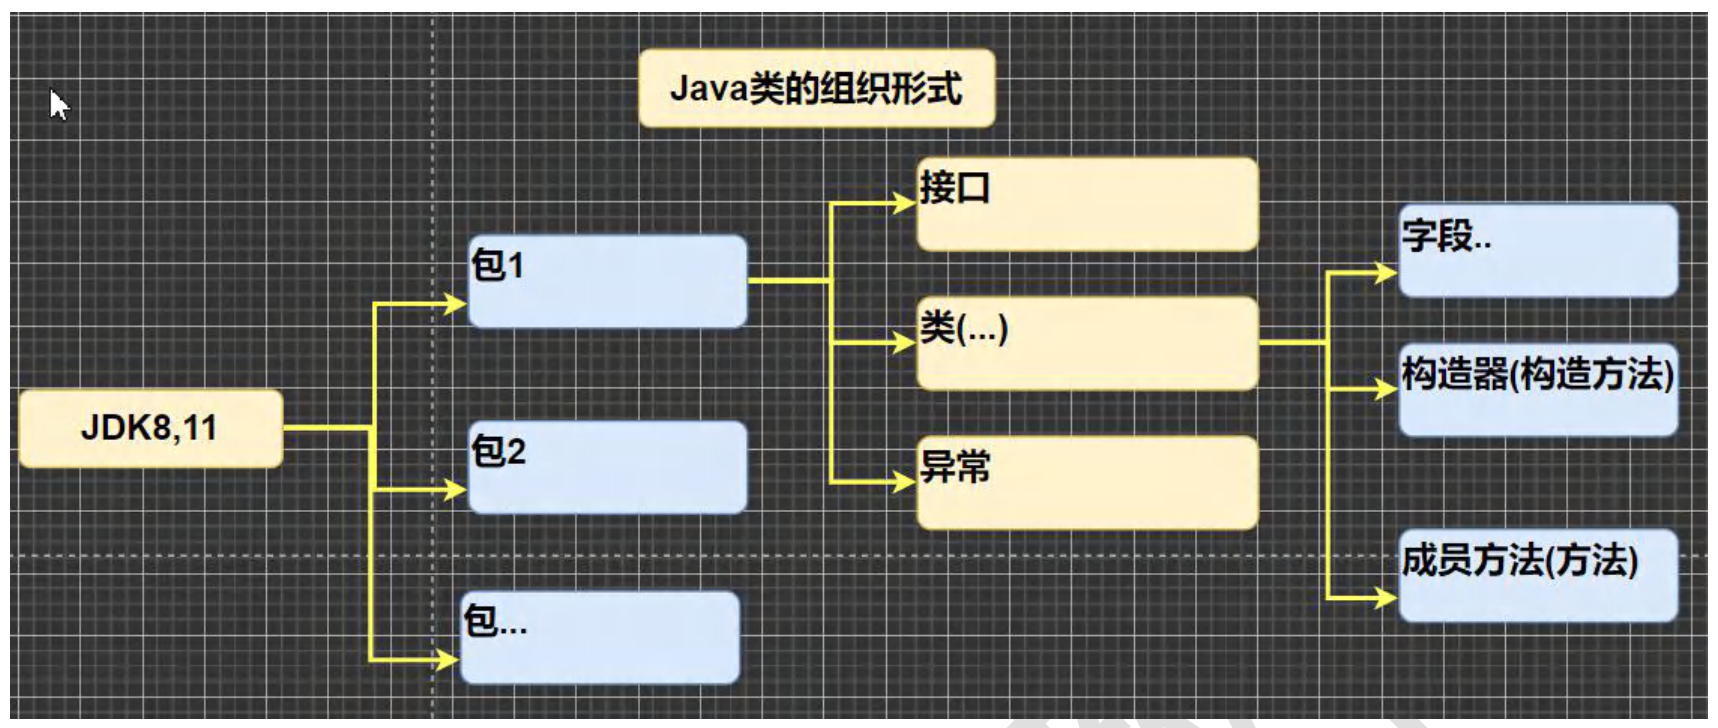 Java类的组织形式
JDK8,11
包1
包2
包...
接口
类(...)
异常
字段..
构造器(构造方法)
成员方法(方法)